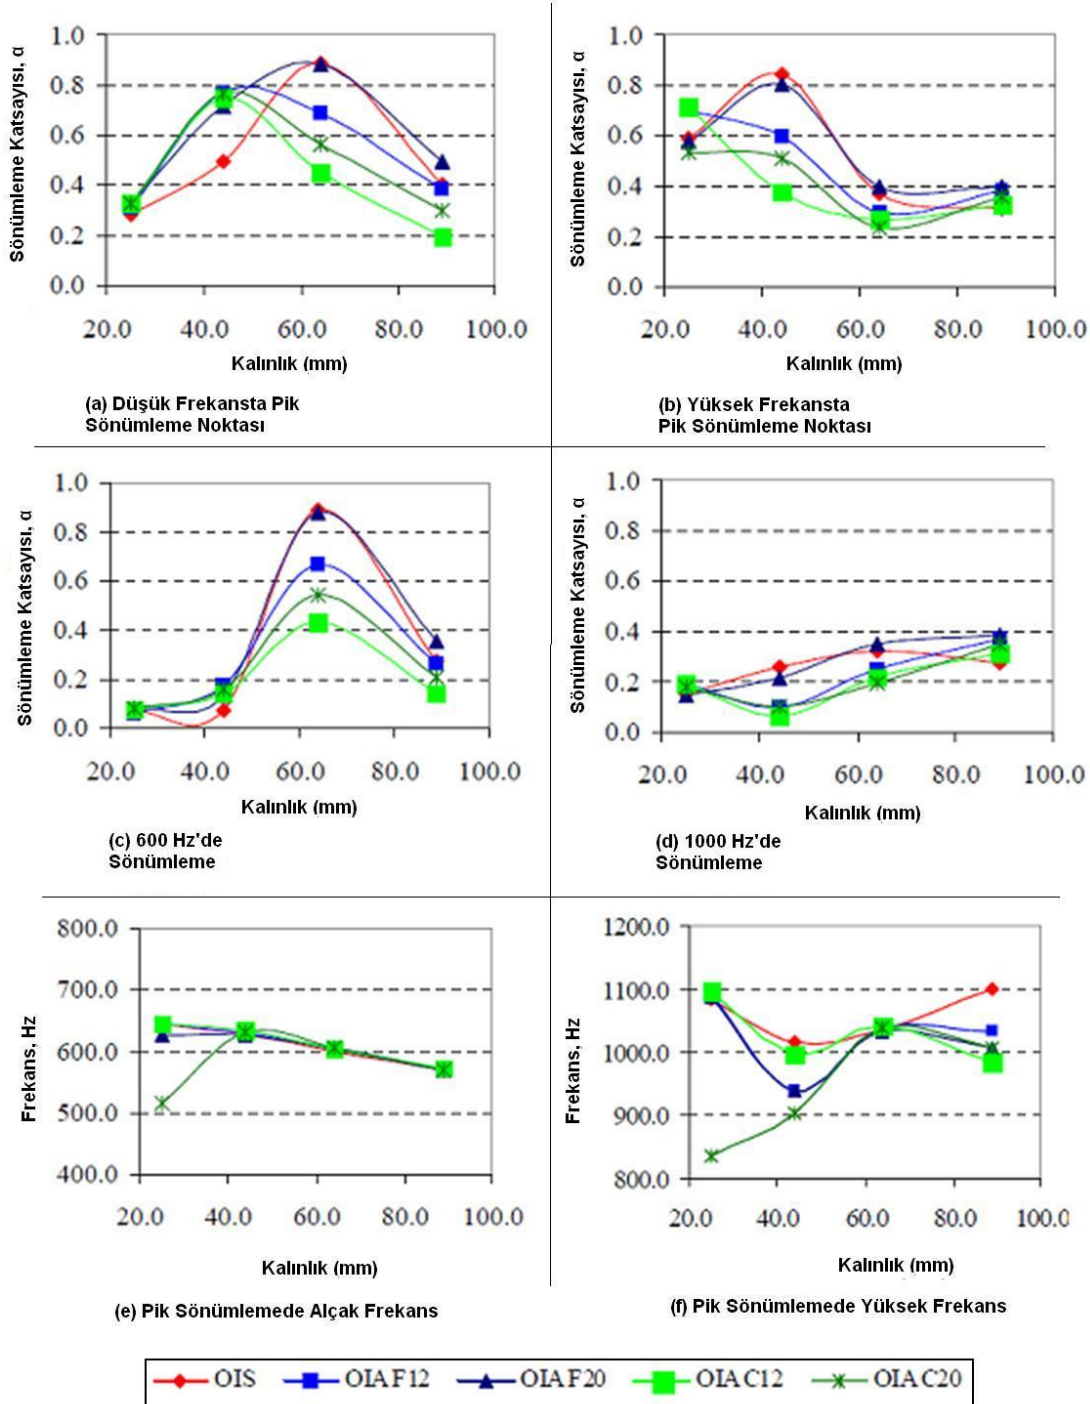 Sönümleme Katsayısı, α
1.0
0.8
0.6
0.4
0.2
0.0
20.0 40.0 60.0 80.0 100.0
Kalınlık (mm)
(a) Düşük Frekansta Pik
Sönümleme Noktası
Sönümleme Katsayısı, α
1.0
0.8
0.6
0.4
0.2
0.0
20.0 40.0 60.0 80.0 100.0
Kalınlık (mm)
(b) Yüksek Frekansta
Pik Sönümleme Noktası
Sönümleme Katsayısı, α
1.0
0.8
0.6
0.4
0.2
0.0
20.0 40.0 60.0 80.0 100.0
Kalınlık (mm)
(c) 600 Hz'de
Sönümleme
Sönümleme Katsayısı, α
1.0
0.8
0.6
0.4
0.2
0.0
20.0 40.0 60.0 80.0 100.0
Kalınlık (mm)
(d) 1000 Hz'de
Sönümleme
Frekans, Hz
800.0
700.0
600.0
500.0
400.0
20.0 40.0 60.0 80.0 100.0
Kalınlık (mm)
(e) Pik Sönümlemede Alçak Frekans
Frekans, Hz
1200.0
1100.0
1000.0
900.0
800.0
20.0 40.0 60.0 80.0 100.0
Kalınlık (mm)
(f) Pik Sönümlemede Yüksek Frekans
OIS OIAF12 OIAF20 OIAC12 OIAC20